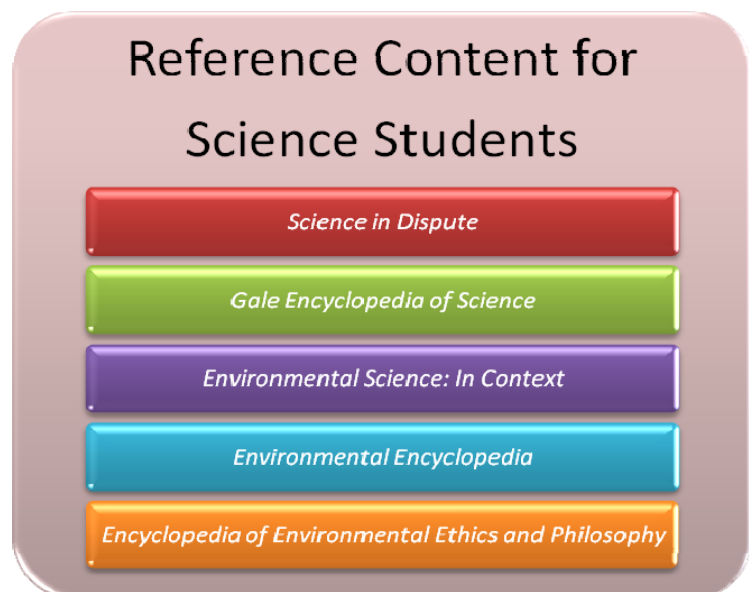 Reference Content for
Science Students
Science in Dispute
Gale Encyclopedia of Science
Environmental Science: In Context
Environmental Encyclopedia
Encyclopedia of Environmental Ethics and Philosophy